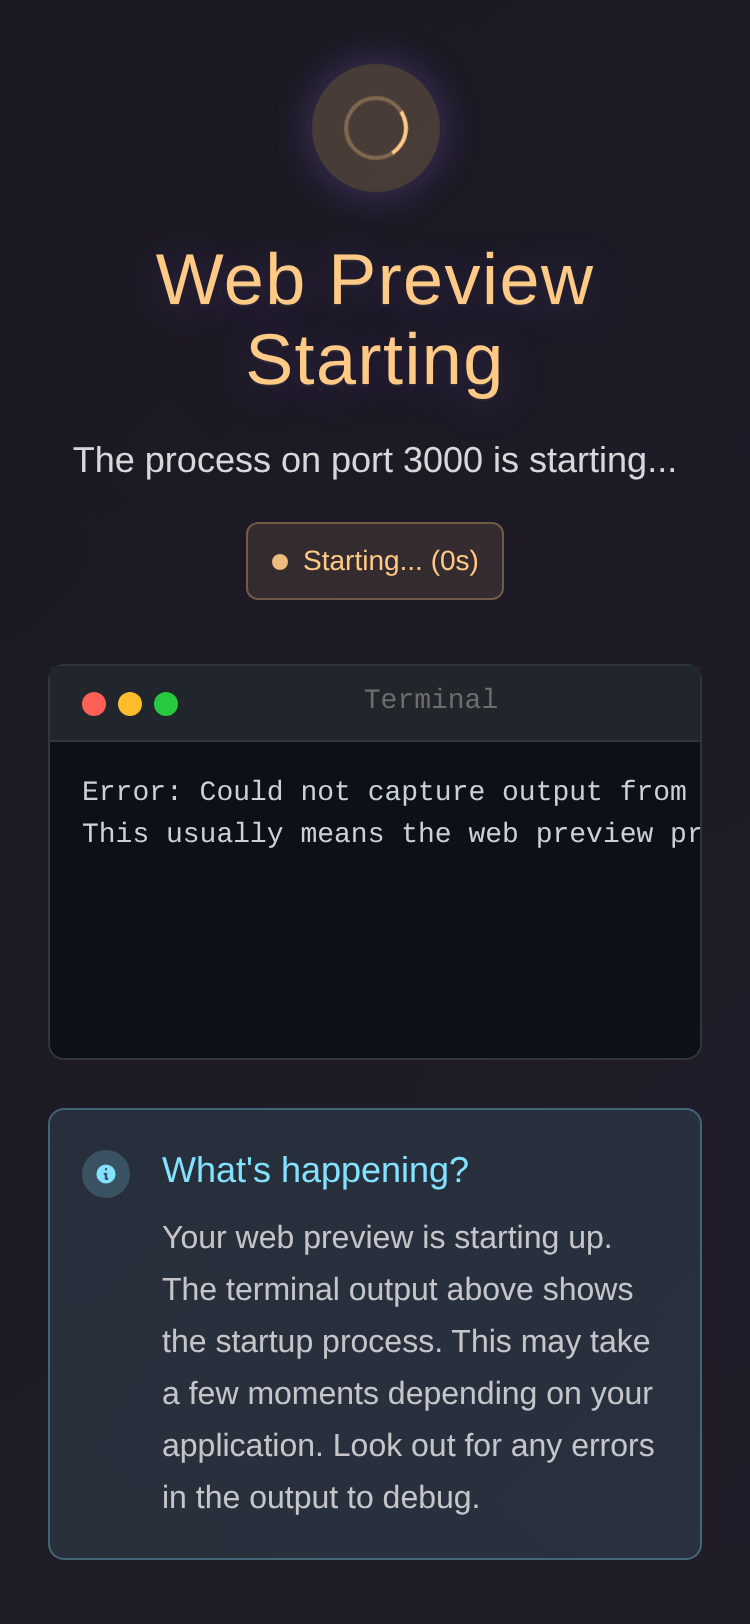 Web Preview
Starting
The process on port 3000 is starting...
Starting... (0s)
Terminal
Error: Could not capture output from
This usually means the web preview pr
What's happening?
Your web preview is starting up.
The terminal output above shows
the startup process. This may take
a few moments depending on your
application. Look out for any errors
in the output to debug.